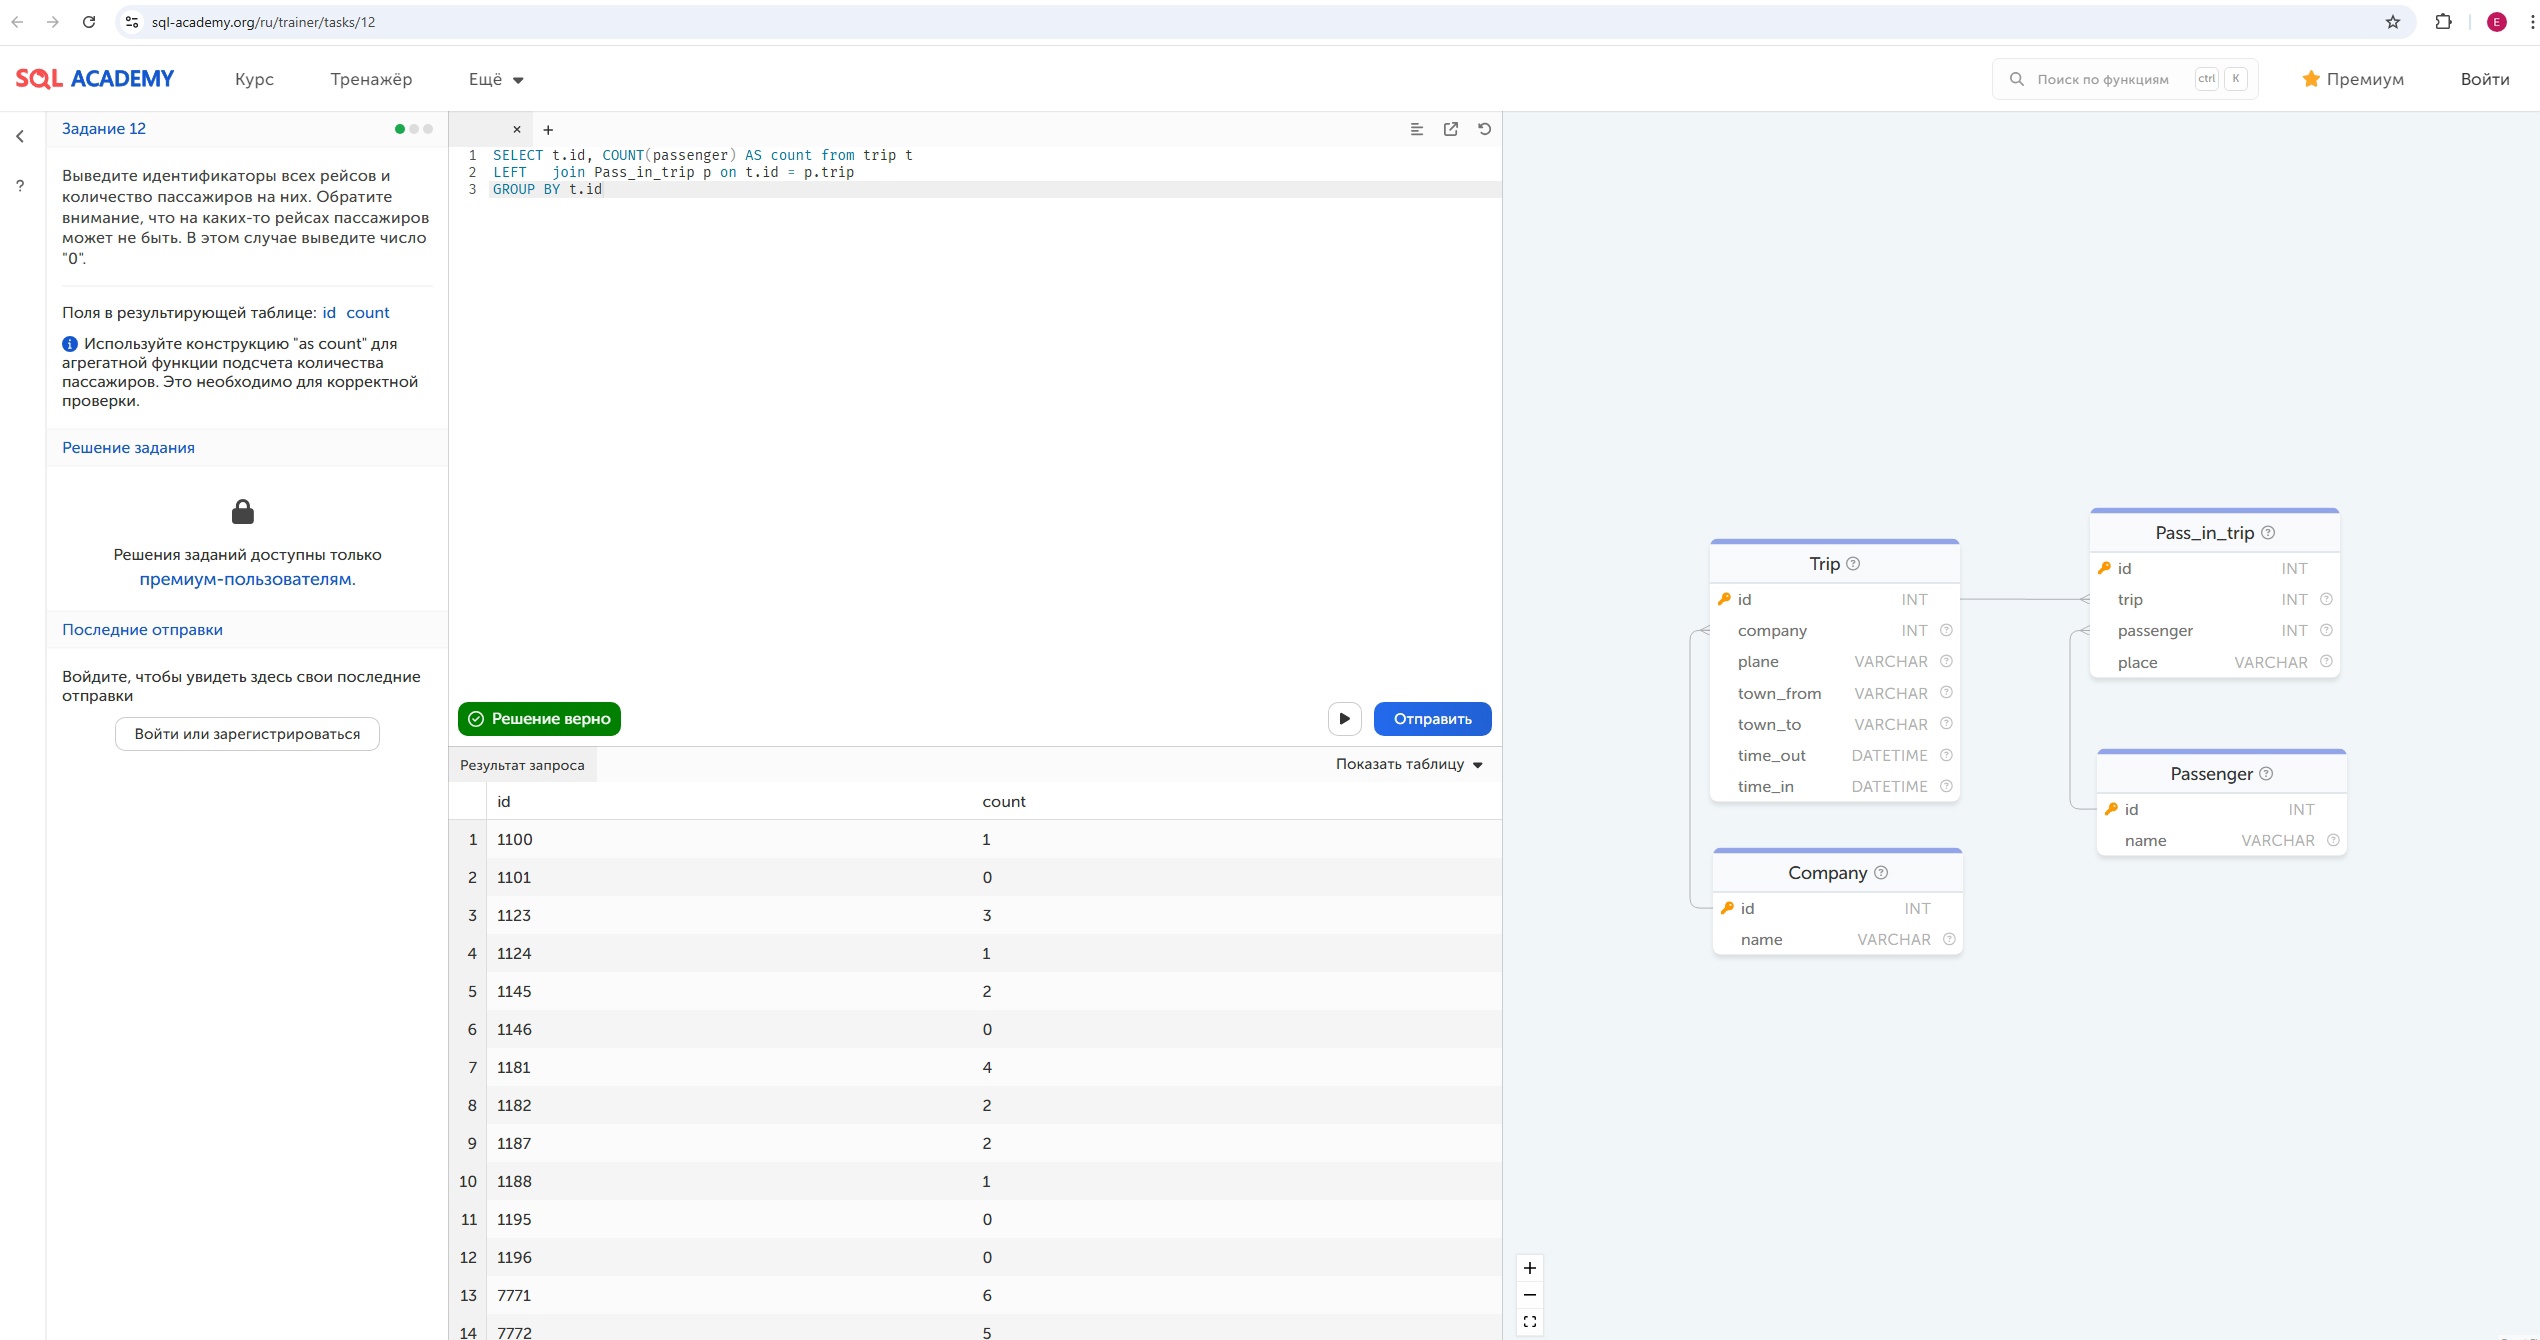 sql-academy.org/ru/trainer/tasks/12
E
SQL ACADEMY
Курс
Тренажёр
Ещё
Поиск по функциям
ctrl
K
Премиум
Войти
?
Задание 12
Выведите идентификаторы всех рейсов и
количество пассажиров на них. Обратите
внимание, что на каких-то рейсах пассажиров
может не быть. В этом случае выведите число
"0".
Поля в результирующей таблице: id count
Используйте конструкцию "as count" для
агрегатной функции подсчета количества
пассажиров. Это необходимо для корректной
проверки.
Решение задания
Решения заданий доступны только
премиум-пользователям.
Последние отправки
Войдите, чтобы увидеть здесь свои последние
отправки
Войти или зарегистрироваться
1 SELECT t.id, COUNT(passenger) AS count from trip t
2 LEFT   join Pass_in_trip p on t.id = p.trip
3 GROUP BY t.id
Решение верно
Отправить
Результат запроса
Показать таблицу
id count
1 1100 1
2 1101 0
3 1123 3
4 1124 1
5 1145 2
6 1146 0
7 1181 4
8 1182 2
9 1187 2
10 1188 1
11 1195 0
12 1196 0
13 7771 6
14 7772 5
Trip
id INT
company INT
plane VARCHAR
town_from VARCHAR
town_to VARCHAR
time_out DATETIME
time_in DATETIME
Company
id INT
name VARCHAR
Pass_in_trip
id INT
trip INT
passenger INT
place VARCHAR
Passenger
id INT
name VARCHAR